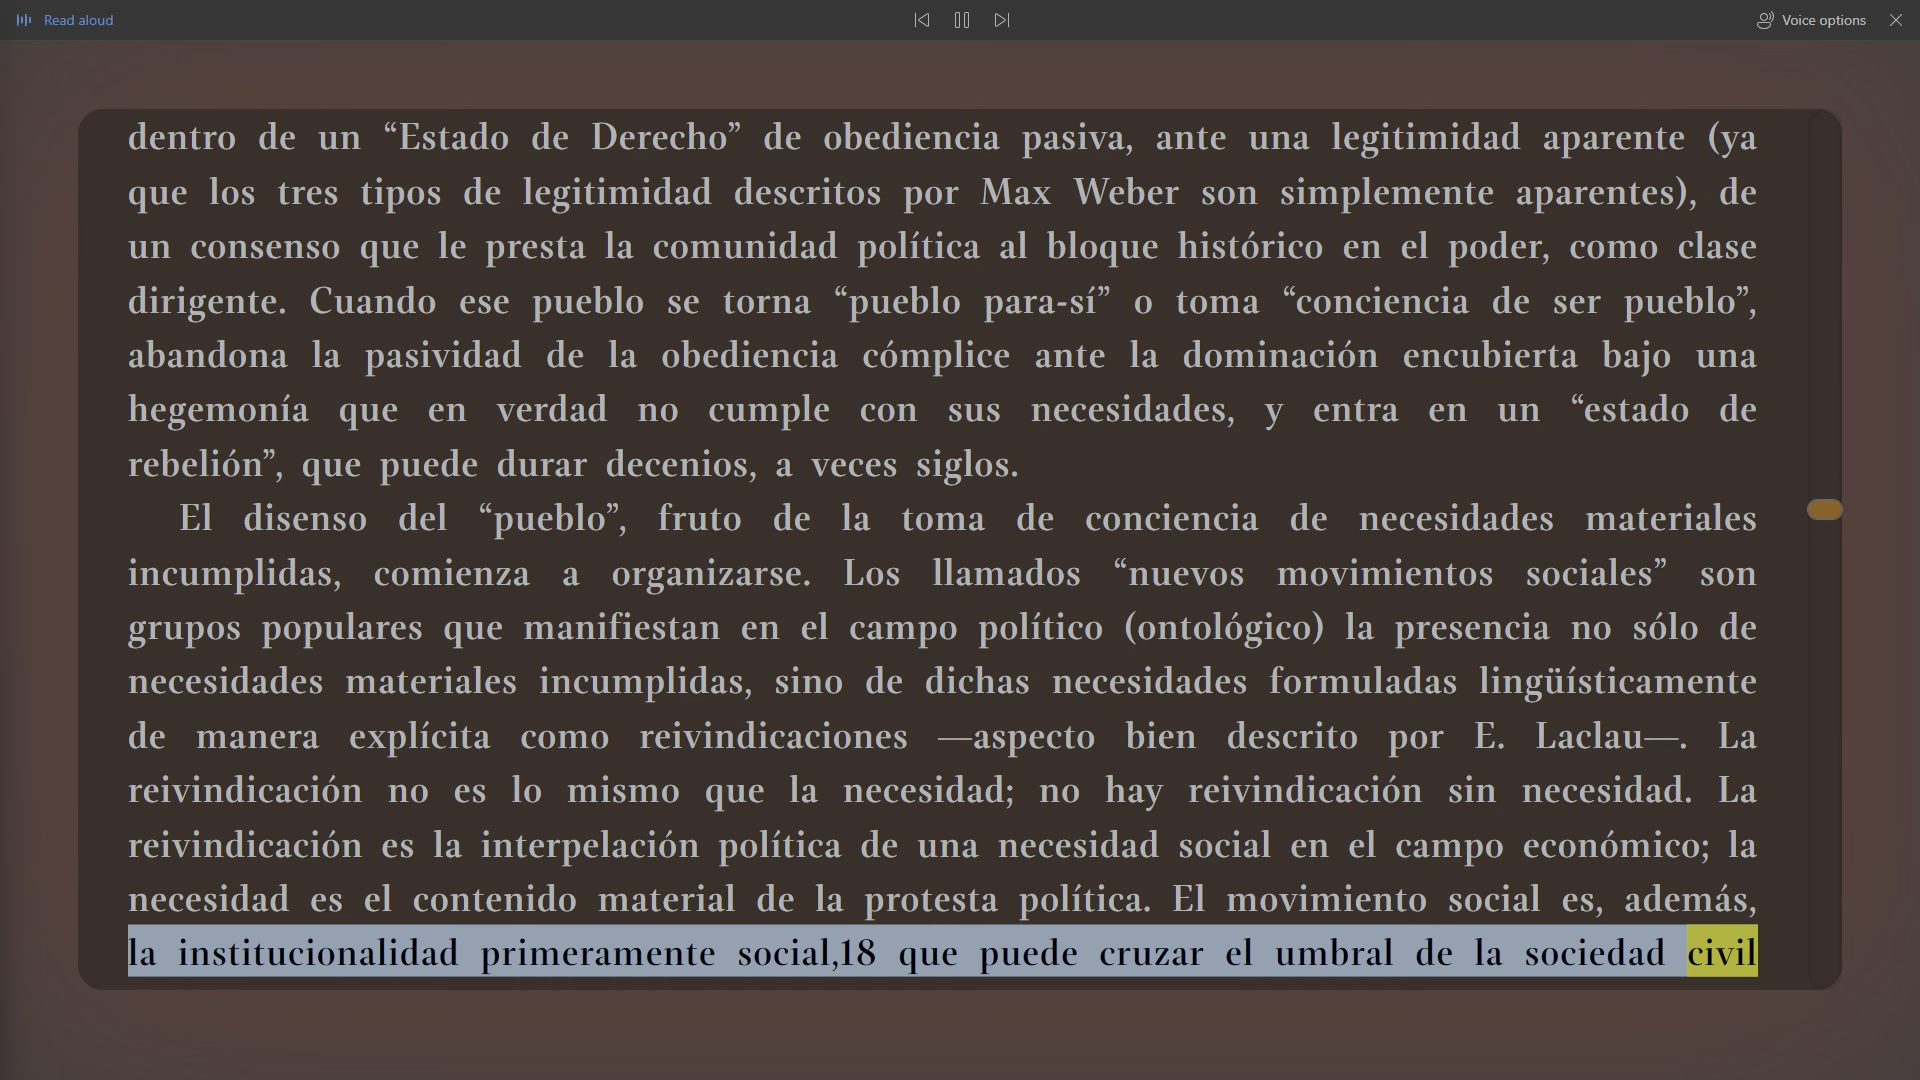 Read aloud
Voice options
dentro de un “Estado de Derecho” de obediencia pasiva, ante una legitimidad aparente (ya
que los tres tipos de legitimidad descritos por Max Weber son simplemente aparentes), de
un consenso que le presta la comunidad política al bloque histórico en el poder, como clase
dirigente. Cuando ese pueblo se torna “pueblo para-sí” o toma “conciencia de ser pueblo”,
abandona la pasividad de la obediencia cómplice ante la dominación encubierta bajo una
hegemonía que en verdad no cumple con sus necesidades, y entra en un “estado de
rebelión”, que puede durar decenios, a veces siglos.
El disenso del “pueblo”, fruto de la toma de conciencia de necesidades materiales
incumplidas, comienza a organizarse. Los llamados “nuevos movimientos sociales” son
grupos populares que manifiestan en el campo político (ontológico) la presencia no sólo de
necesidades materiales incumplidas, sino de dichas necesidades formuladas lingüísticamente
de manera explícita como reivindicaciones —aspecto bien descrito por E. Laclau—. La
reivindicación no es lo mismo que la necesidad; no hay reivindicación sin necesidad. La
reivindicación es la interpelación política de una necesidad social en el campo económico; la
necesidad es el contenido material de la protesta política. El movimiento social es, además,
la institucionalidad primeramente social,18 que puede cruzar el umbral de la sociedad civil